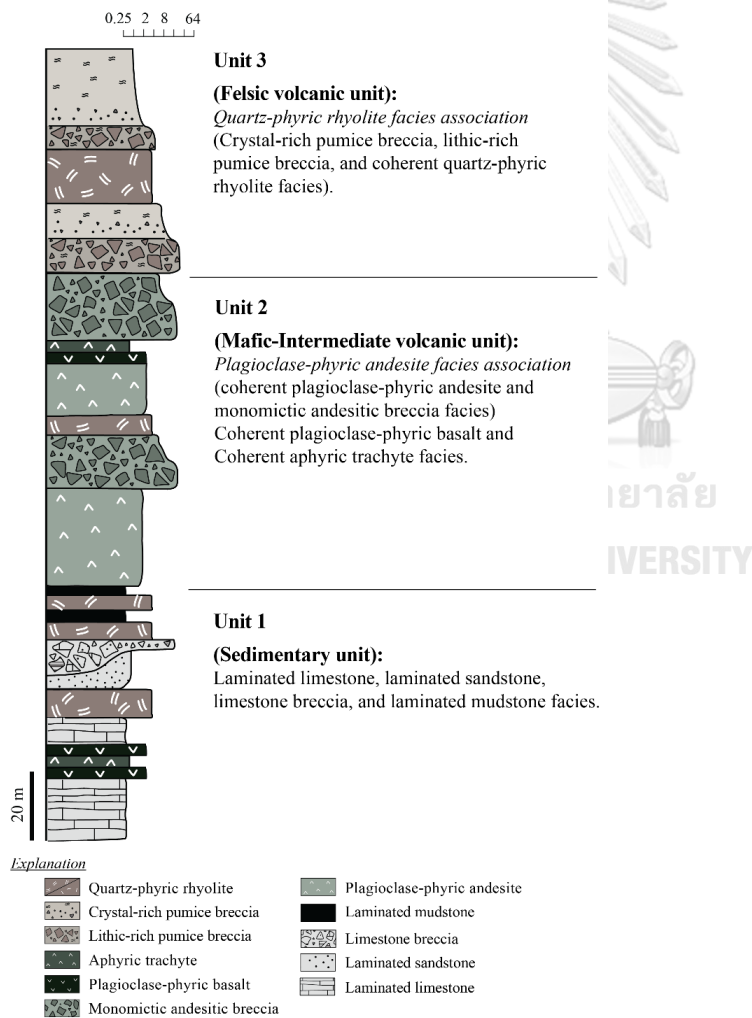 0.25 2 8 64
Unit 3
(Felsic volcanic unit):
Quartz-phyric rhyolite facies association
(Crystal-rich pumice breccia, lithic-rich
pumice breccia, and coherent quartz-phyric
rhyolite facies).
Unit 2
(Mafic-Intermediate volcanic unit):
Plagioclase-phyric andesite facies association
(coherent plagioclase-phyric andesite and
monomictic andesitic breccia facies)
Coherent plagioclase-phyric basalt and
Coherent aphyric trachyte facies.
Unit 1
(Sedimentary unit):
Laminated limestone, laminated sandstone,
limestone breccia, and laminated mudstone facies.
20 m
Explanation
Quartz-phyric rhyolite
Crystal-rich pumice breccia
Lithic-rich pumice breccia
Aphyric trachyte
Plagioclase-phyric basalt
Monomictic andesitic breccia
Plagioclase-phyric andesite
Laminated mudstone
Limestone breccia
Laminated sandstone
Laminated limestone
ยาลัย
IVERSITY